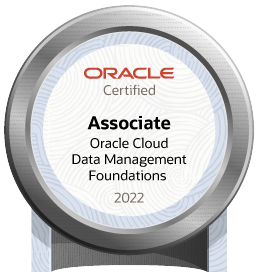 ORACLE
Certified
Associate
Oracle Cloud
Data Management
Foundations
2022